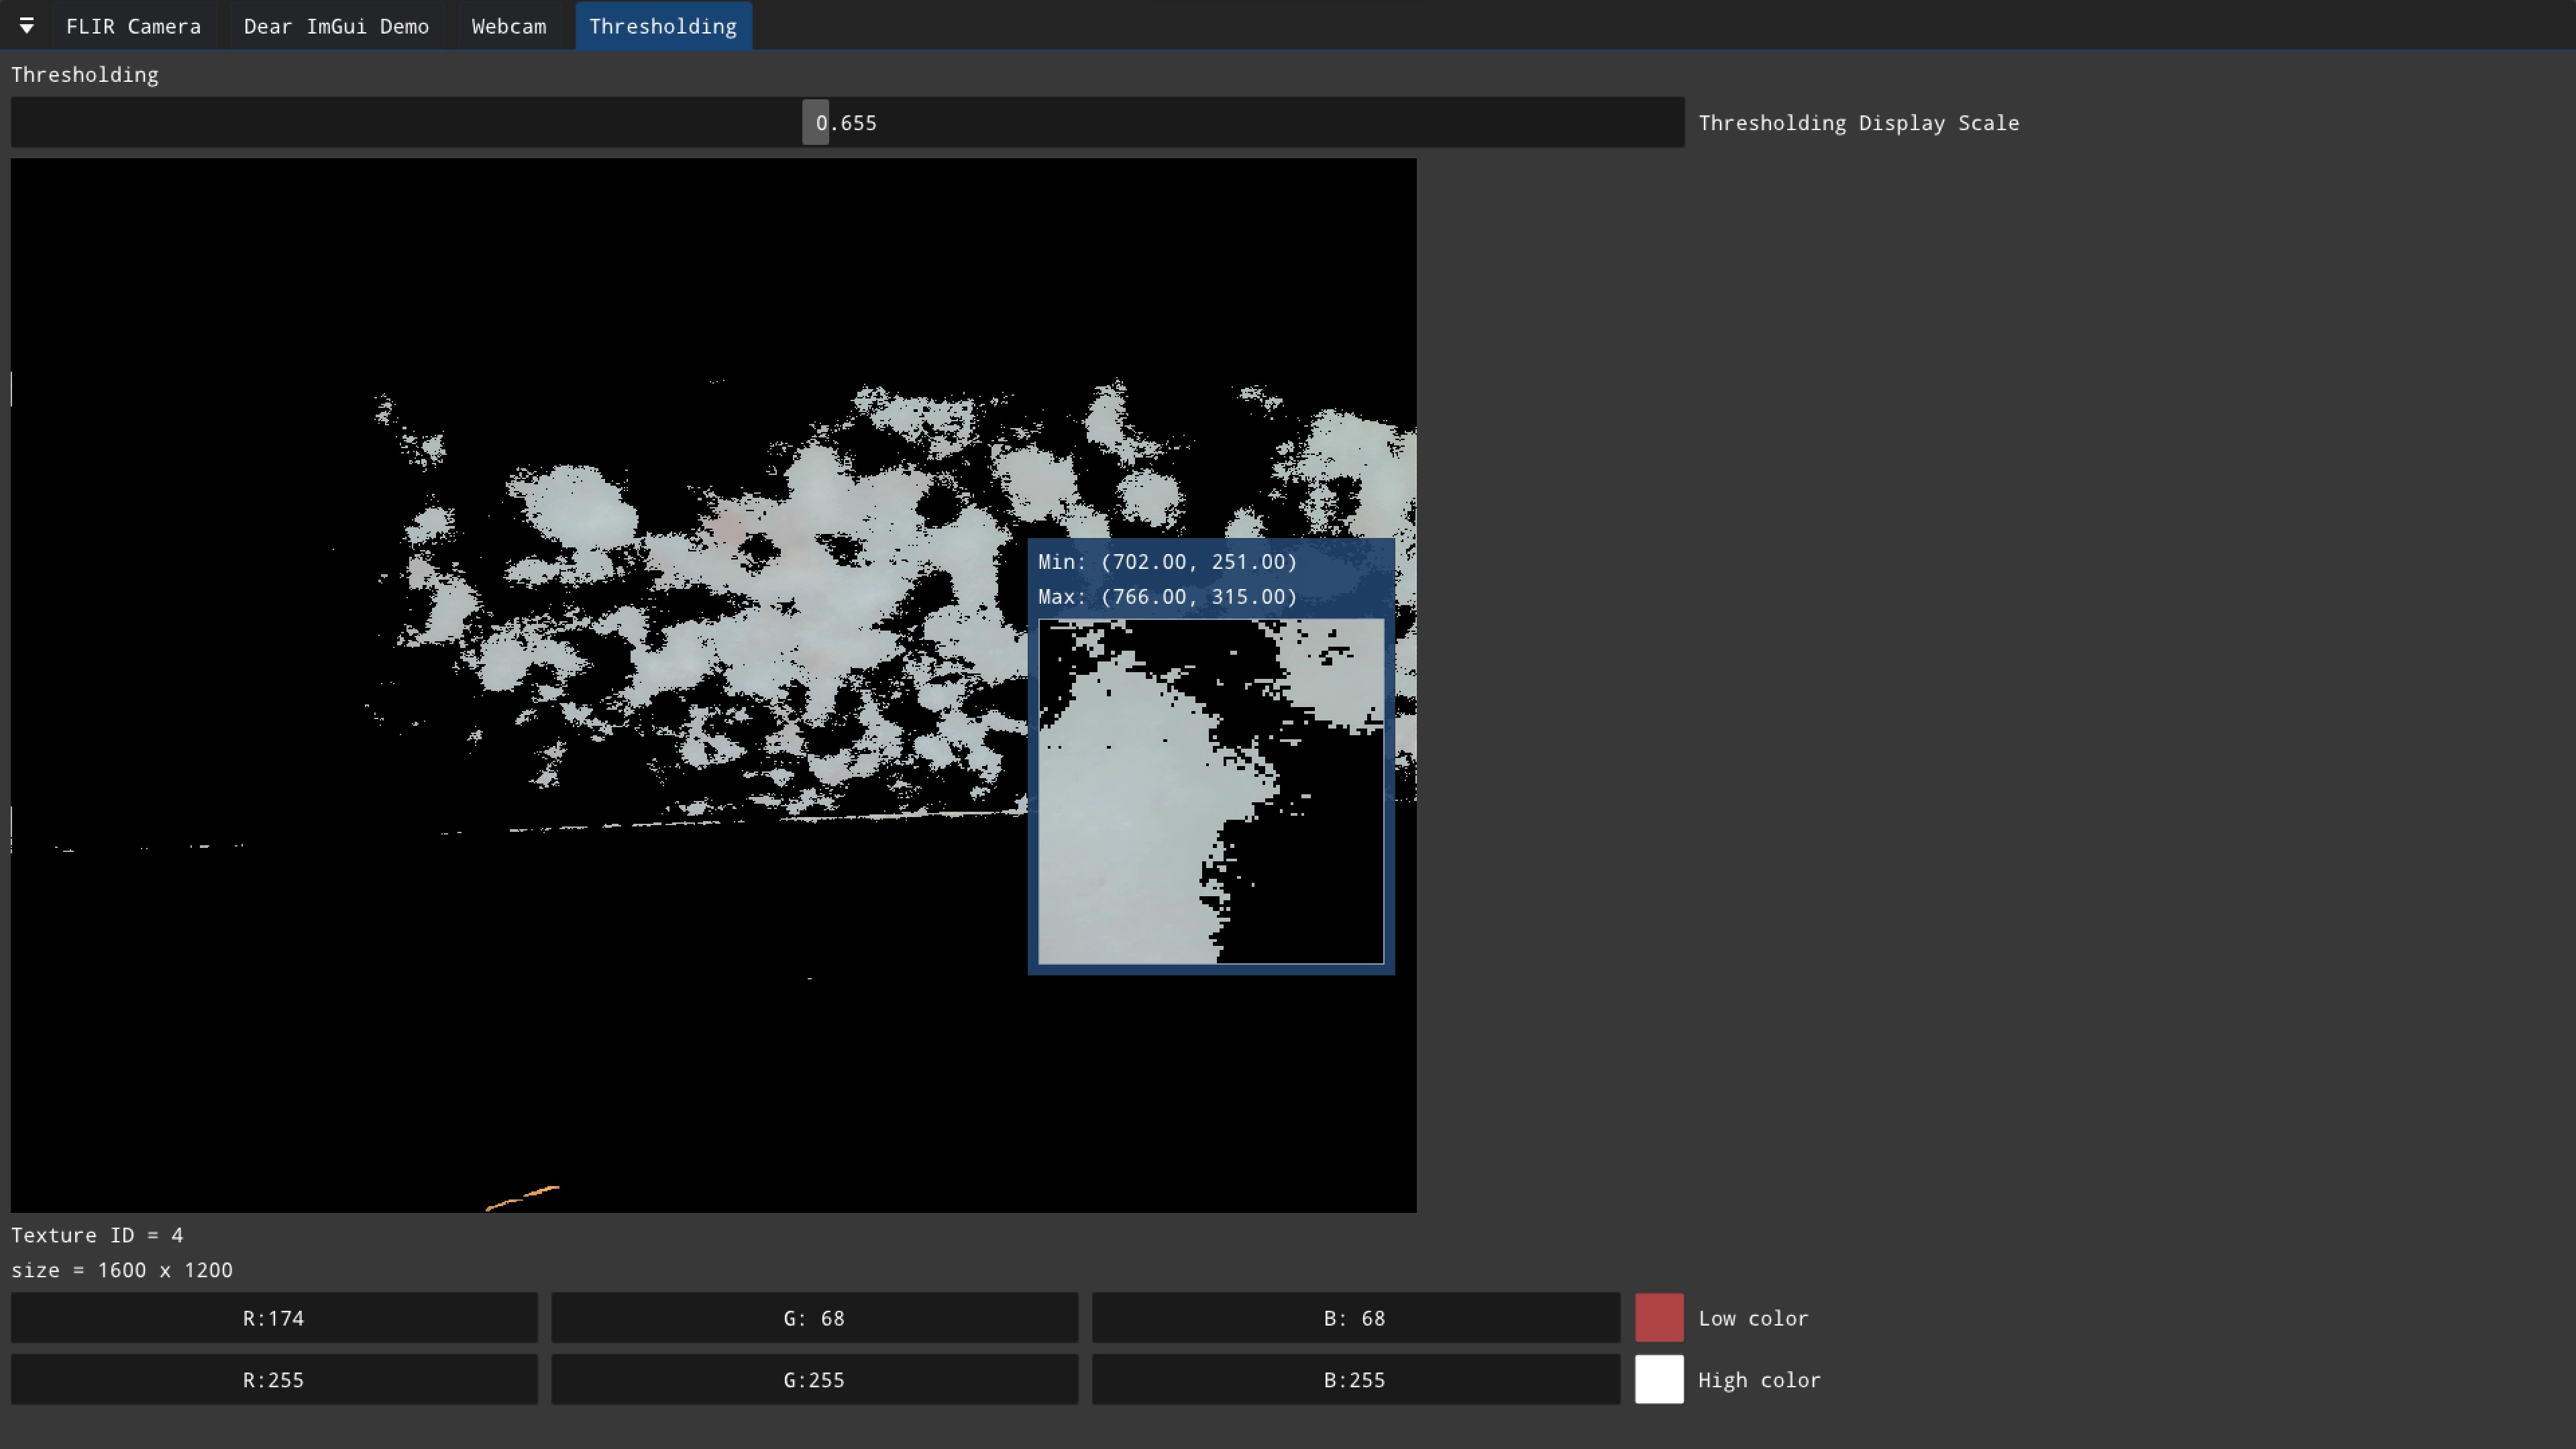 FLIR Camera Dear ImGui Demo Webcam Thresholding
Thresholding
0.655 Thresholding Display Scale
Min: (702.00, 251.00)
Max: (766.00, 315.00)
Texture ID = 4
size = 1600 x 1200
R:174 G: 68 B: 68 Low color
R:255 G:255 B:255 High color